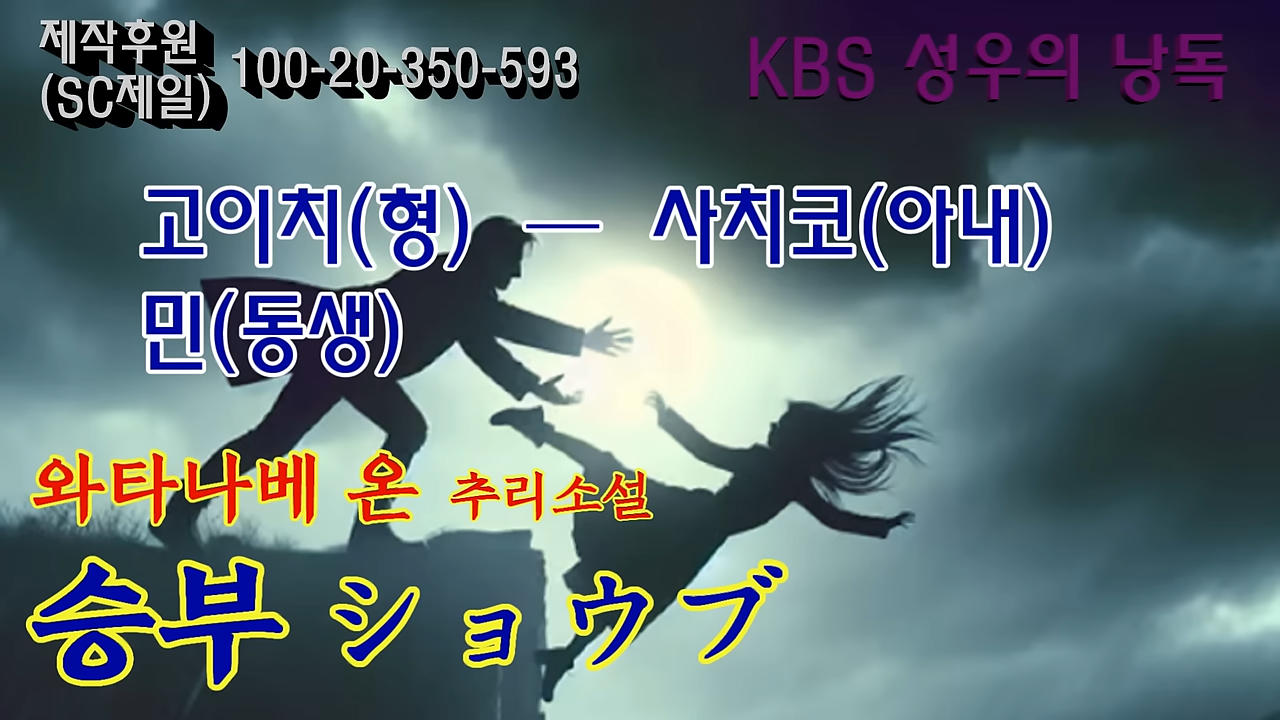 제작후원
(SC제일) 100-20-350-593
KBS 성우의 낭독
고이치(형) — 사치코(아내)
민(동생)
와타나베 온 추리소설
승부 ショウブ